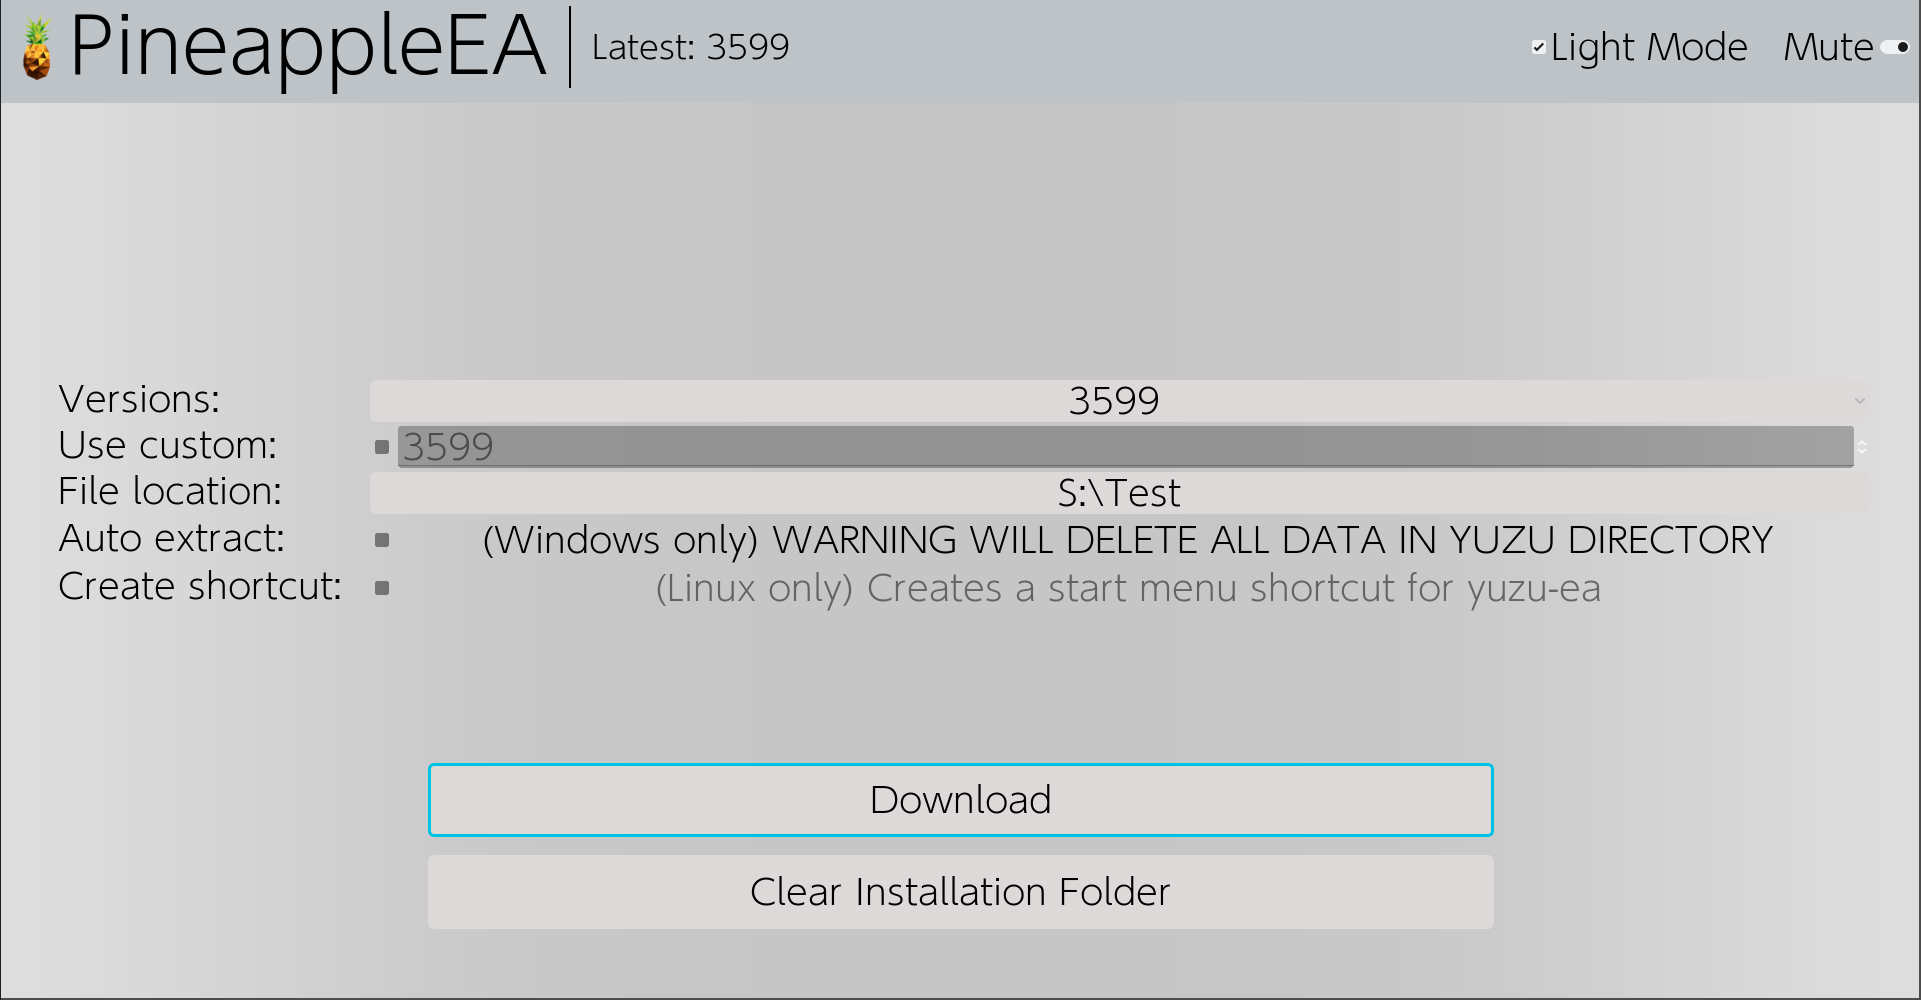 PineappleEA
Latest: 3599
Light Mode
Mute
Versions:
3599
Use custom:
3599
File location:
S:\Test
Auto extract:
(Windows only) WARNING WILL DELETE ALL DATA IN YUZU DIRECTORY
Create shortcut:
(Linux only) Creates a start menu shortcut for yuzu-ea
Download
Clear Installation Folder